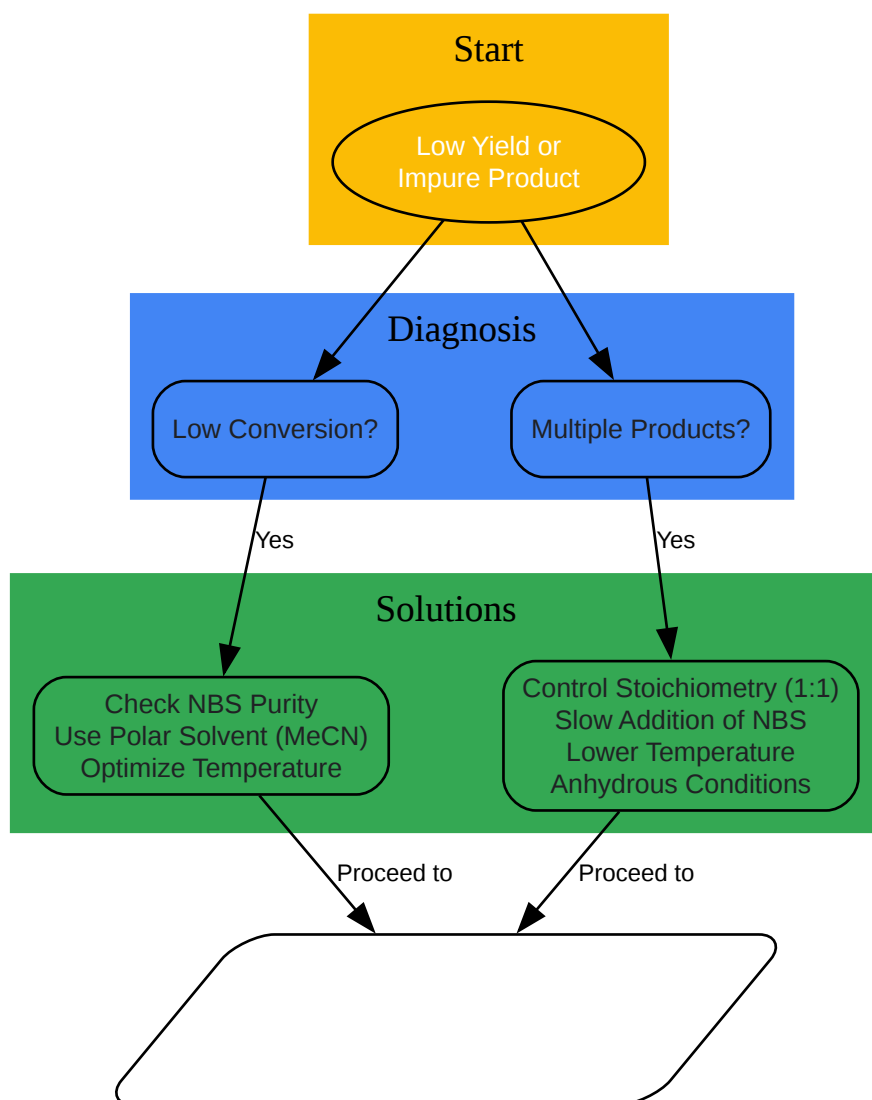 Start
Low Yield or
Impure Product
Diagnosis
Low Conversion?
Multiple Products?
Yes
Yes
Solutions
Check NBS Purity
Use Polar Solvent (MeCN)
Optimize Temperature
Control Stoichiometry (1:1)
Slow Addition of NBS
Lower Temperature
Anhydrous Conditions
Proceed to
Proceed to